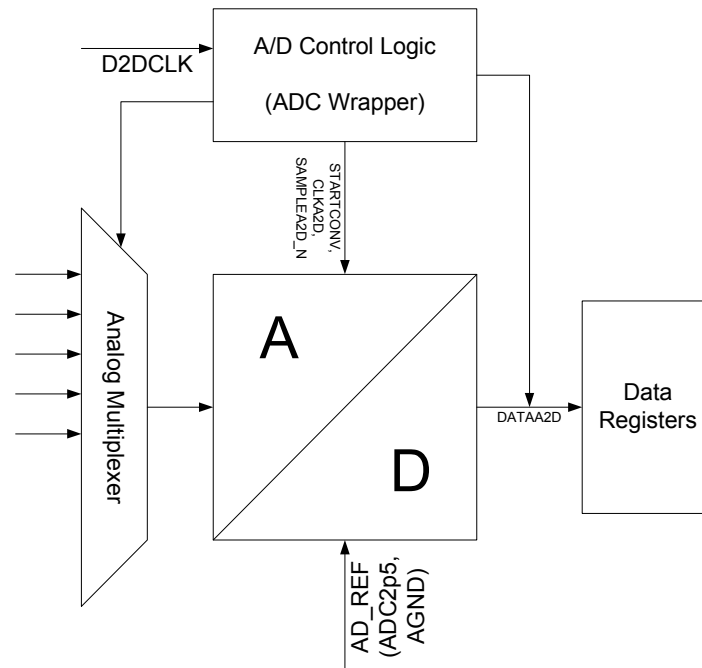 A/D Control Logic
(ADC Wrapper)
D2DCLK
STARTCONV,
CLKA2D,
SAMPLEA2D_N
Analog Multiplexer
A
D
DATAA2D
Data
Registers
AD_REF
(ADC2p5,
AGND)